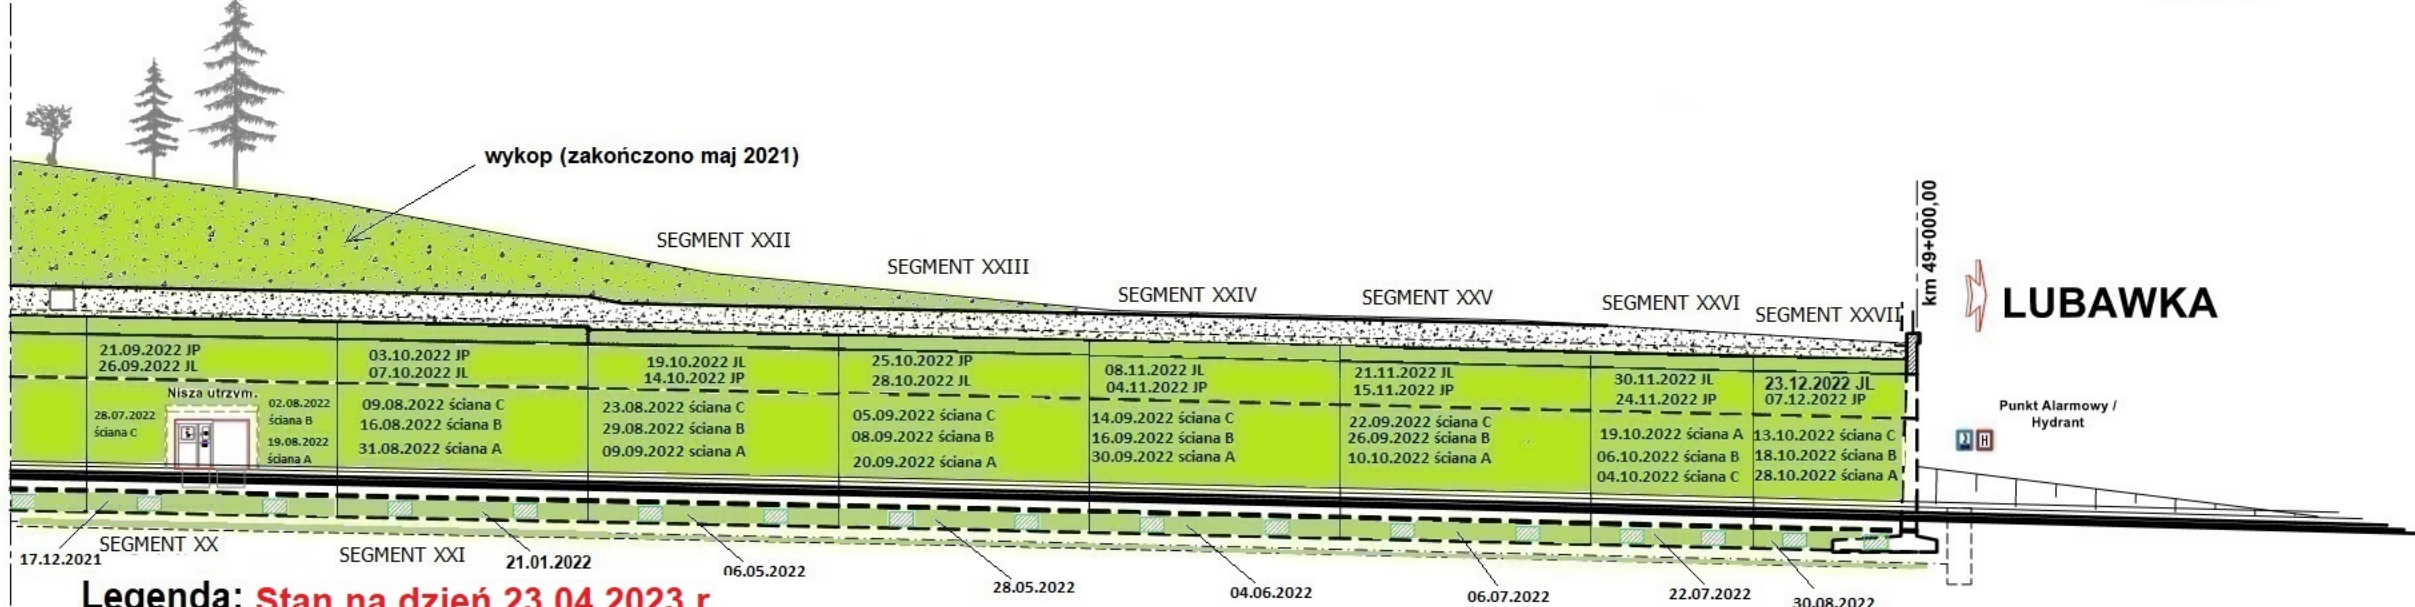 wykop (zakończono maj 2021)
SEGMENT XXII
SEGMENT XXIII
SEGMENT XXIV
SEGMENT XXV
SEGMENT XXVI
SEGMENT XXVII
km 49+000,00
LUBAWKA
21.09.2022 JP
26.09.2022 JL
03.10.2022 JP
07.10.2022 JL
19.10.2022 JL
14.10.2022 JP
25.10.2022 JP
28.10.2022 JL
08.11.2022 JL
04.11.2022 JP
21.11.2022 JL
15.11.2022 JP
30.11.2022 JL
24.11.2022 JP
23.12.2022 JL
07.12.2022 JP
28.07.2022
ściana C
Nisza utrzym.
02.08.2022
ściana B
19.08.2022
ściana A
09.08.2022 ściana C
16.08.2022 ściana B
31.08.2022 ściana A
23.08.2022 ściana C
29.08.2022 ściana B
09.09.2022 sciana A
05.09.2022 ściana C
08.09.2022 ściana B
20.09.2022 ściana A
14.09.2022 ściana C
16.09.2022 ściana B
30.09.2022 sciana A
22.09.2022 ściana C
26.09.2022 ściana B
10.10.2022 ściana A
19.10.2022 ściana A
06.10.2022 ściana B
04.10.2022 ściana C
13.10.2022 ściana C
18.10.2022 ściana B
28.10.2022 ściana A
Punkt Alarmowy /
Hydrant
H
17.12.2021
SEGMENT XX
SEGMENT XXI
21.01.2022
06.05.2022
28.05.2022
04.06.2022
06.07.2022
22.07.2022
30.08.2022
Legenda: Stan na dzień 23.04.2023 r